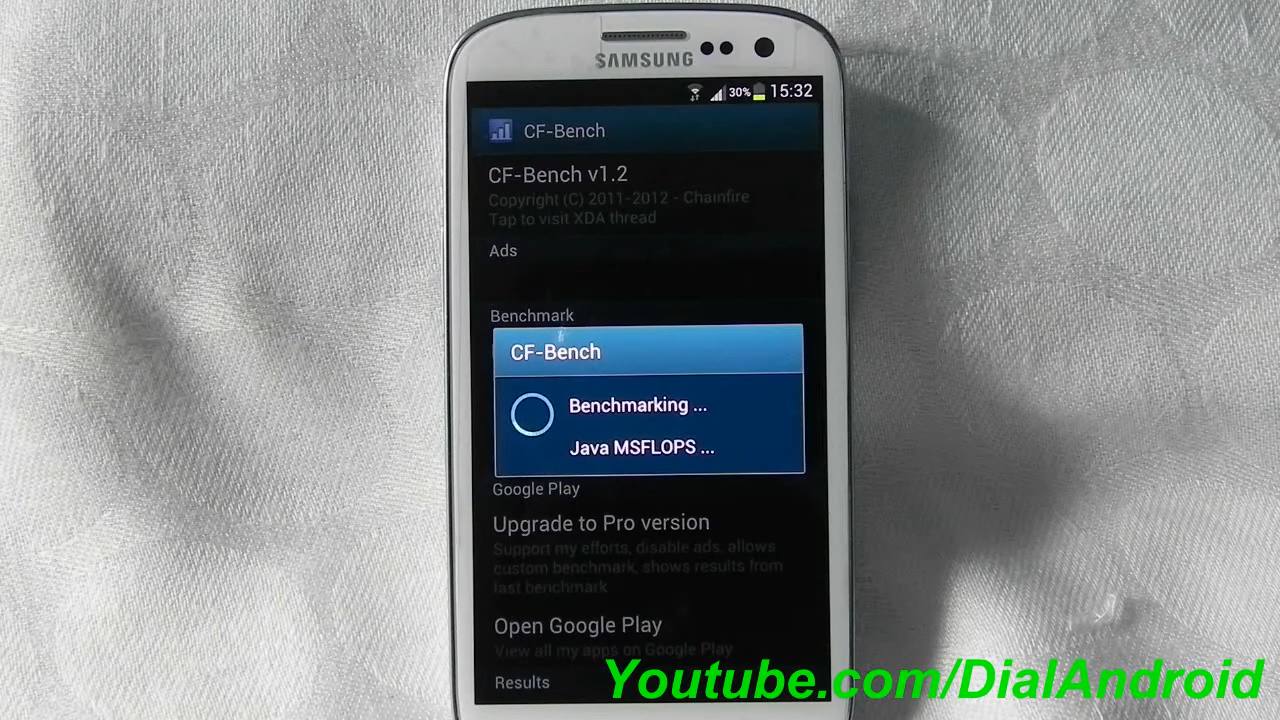 SAMSUNG
30% 15:32
CF-Bench
CF-Bench v1.2
Copyright (C) 2011-2012 - Chainfire
Tap to visit XDA thread
Ads
Benchmark
CF-Bench
Benchmarking ...
Java MSFLOPS ...
Google Play
Upgrade to Pro version
Support my efforts, disable ads, allows
custom benchmark, shows results from
last benchmark
Open Google Play
View all my apps on Google Play
Results
Youtube.com/DialAndroid